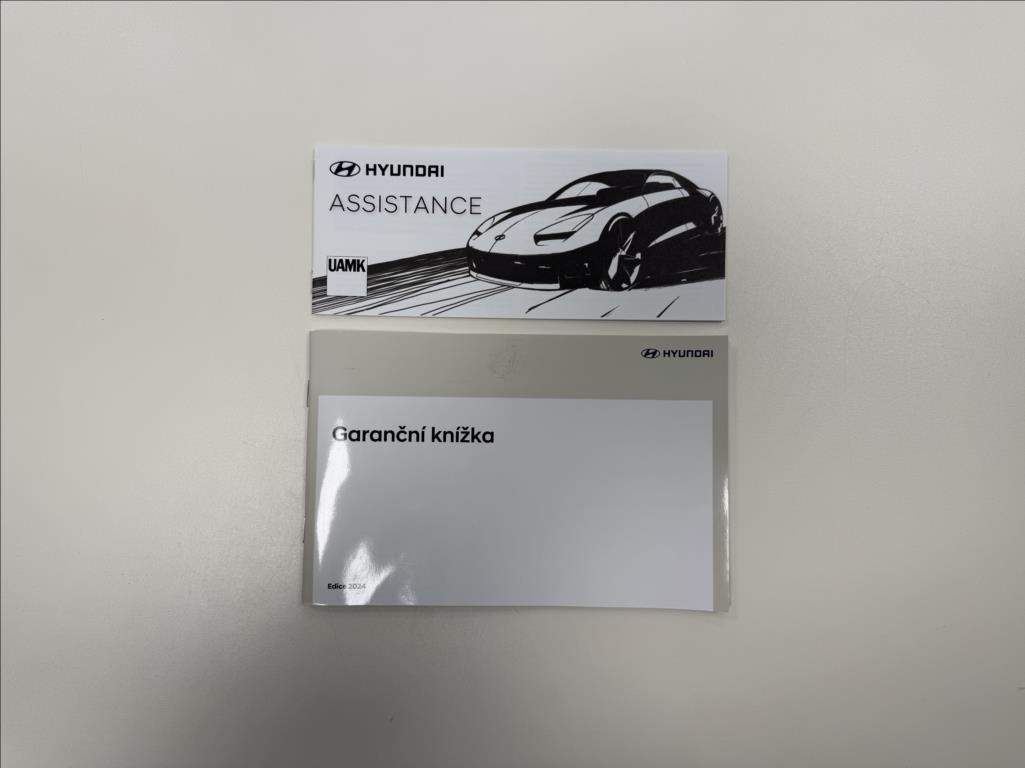 HYUNDAI
ASSISTANCE
UAMK
HYUNDAI
Garanční knížka
Edice 2024